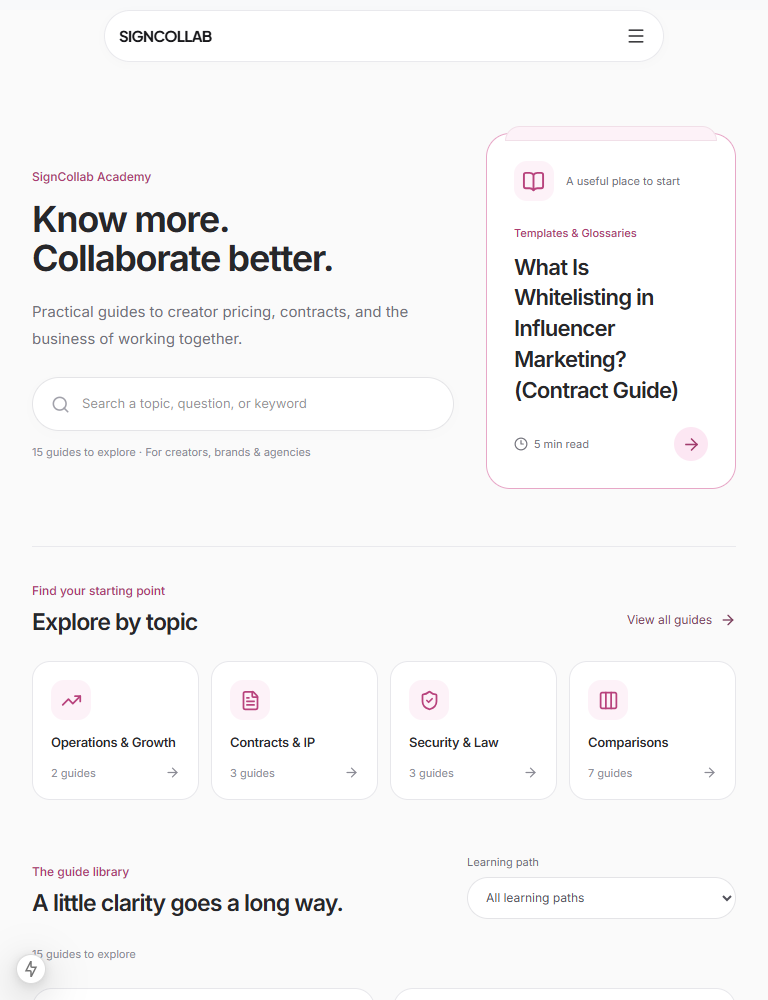 SIGNCOLLAB
SignCollab Academy
Know more.
Collaborate better.
Practical guides to creator pricing, contracts, and the
business of working together.
Search a topic, question, or keyword
15 guides to explore · For creators, brands & agencies
A useful place to start
Templates & Glossaries
What Is
Whitelisting in
Influencer
Marketing?
(Contract Guide)
5 min read
Find your starting point
Explore by topic
View all guides
Operations & Growth
2 guides
Contracts & IP
3 guides
Security & Law
3 guides
Comparisons
7 guides
The guide library
A little clarity goes a long way.
Learning path
All learning paths
15 guides to explore